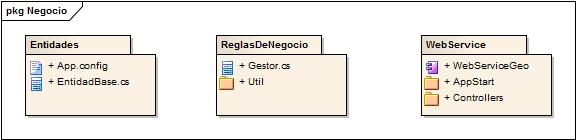 pkg Negocio
Entidades
+ App.config
+ EntidadBase.cs
ReglasDeNegocio
+ Gestor.cs
+ Util
WebService
+ WebServiceGeo
+ AppStart
+ Controllers